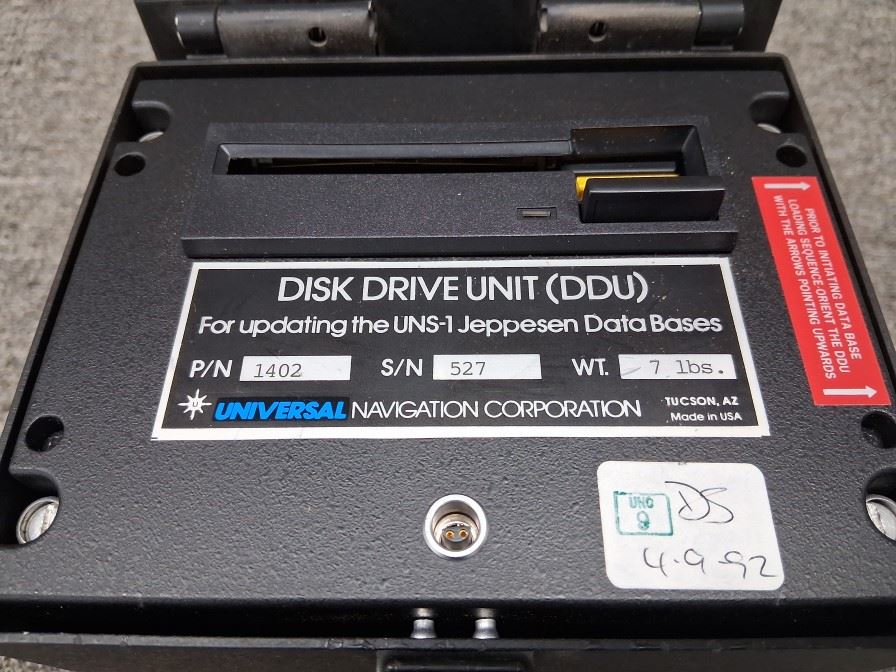 DISK DRIVE UNIT (DDU)
For updating the UNS-1 Jeppesen Data Bases
P/N 1402 S/N 527 WT. 7 lbs.
U UNIVERSAL NAVIGATION CORPORATION TUCSON, AZ
Made in USA
PRIOR TO INITIATING DATA BASE
LOADING SEQUENCE-ORIENT THE DDU
WITH THE ARROWS POINTING UPWARDS
UNC
9
DS
4-9-92